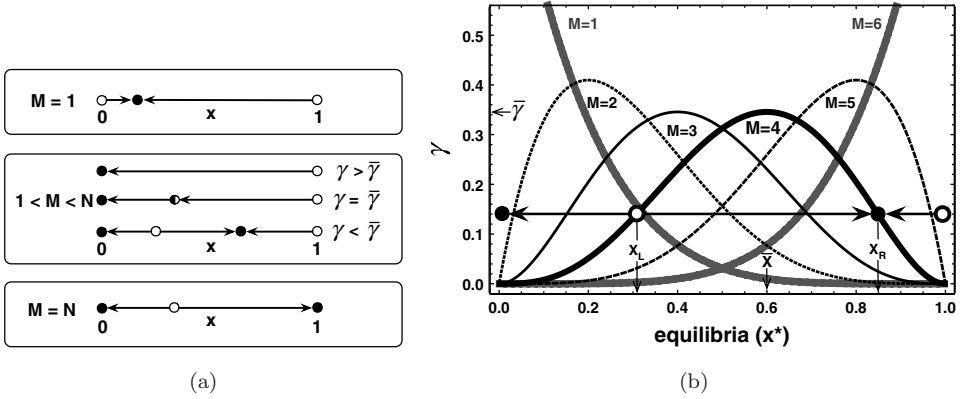 M = 1
0
x
1
1 < M < N
γ > γ̄
γ = γ̄
γ < γ̄
0
x
1
M = N
0
x
1
(a)
γ
0.5
0.4
0.3
0.2
0.1
0.0
γ̄
M=1
M=6
M=2
M=3
M=4
M=5
X_L
X̄
X_R
0.0 0.2 0.4 0.6 0.8 1.0
equilibria (x*)
(b)